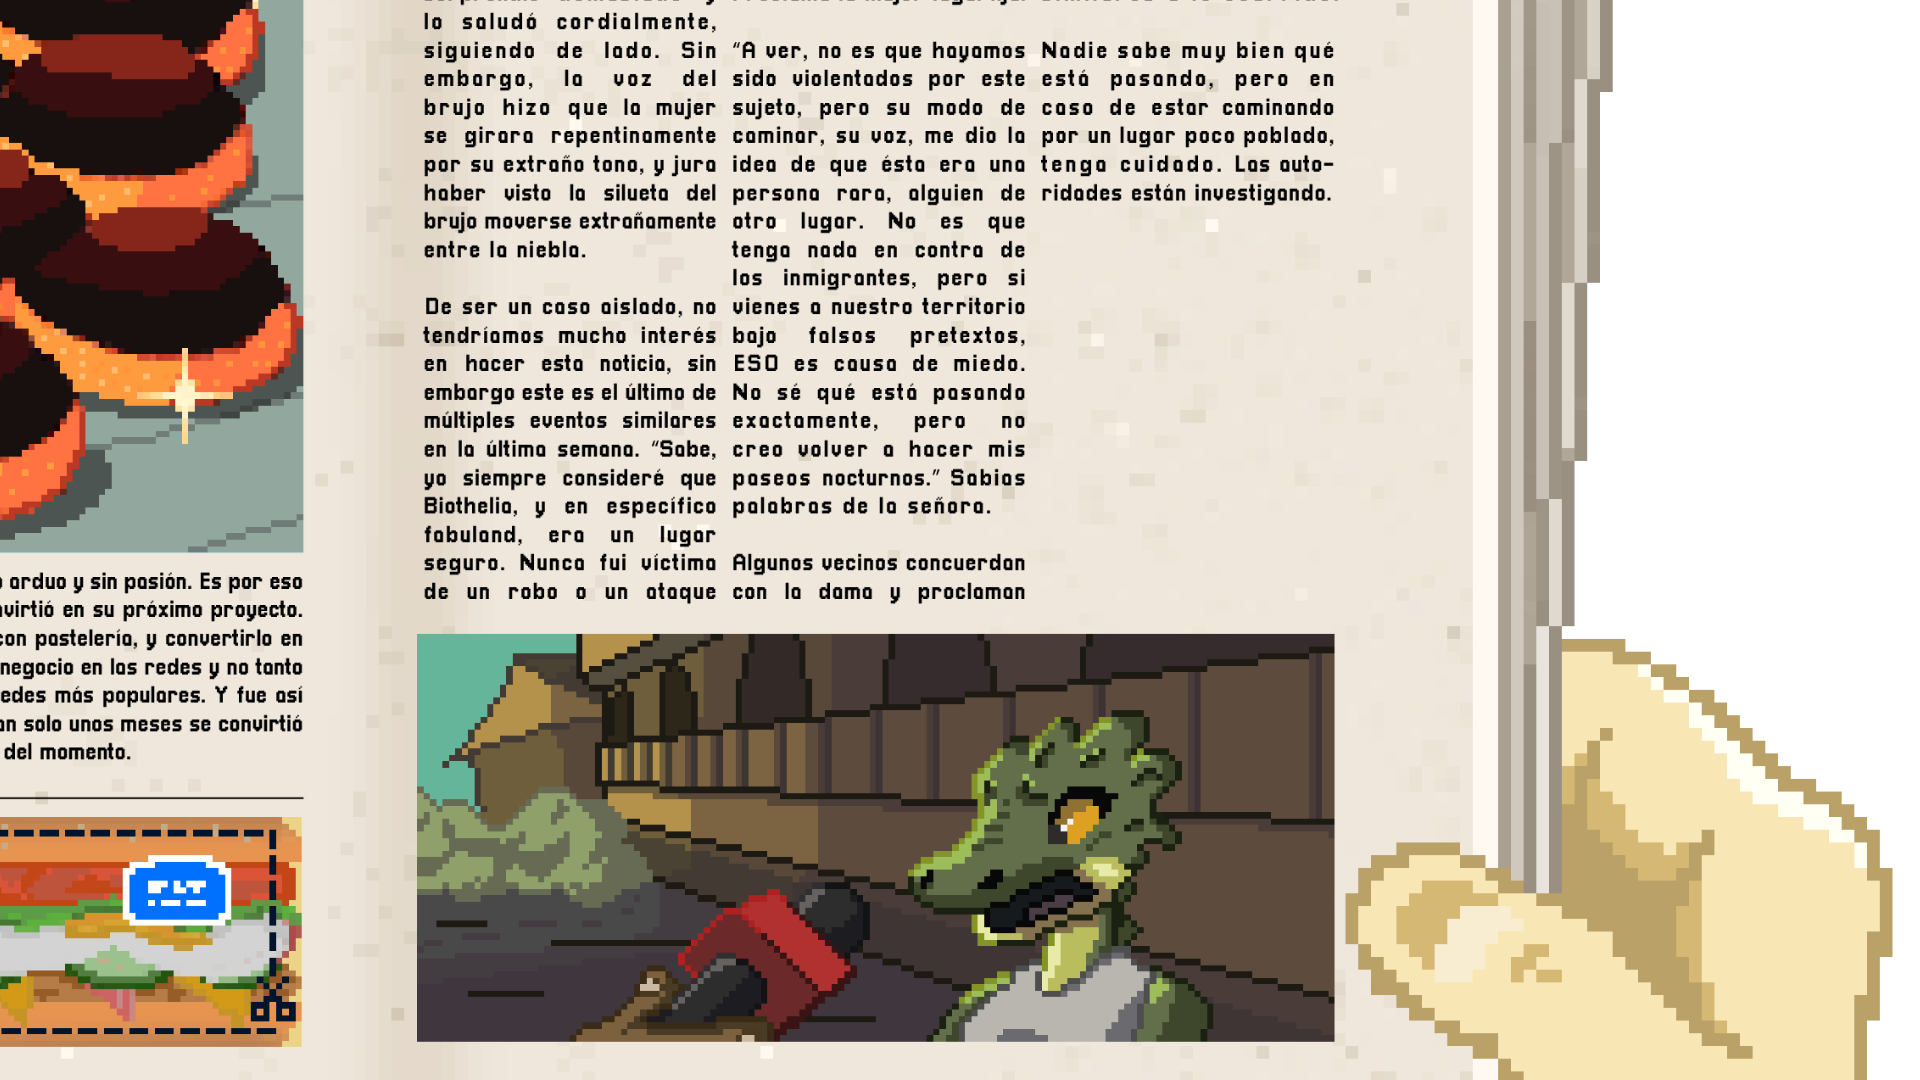 o arduo y sin pasión. Es por eso
nvirtió en su próximo proyecto.
con pastelería, y convertirlo en
negocio en las redes y no tanto
edes más populares. Y fue así
an solo unos meses se convirtió
del momento.
lo saludó cordialmente,
siguiendo de lado. Sin
embargo, la voz del
brujo hizo que la mujer
se girara repentinamente
por su extraño tono, y jura
haber visto la silueta del
brujo moverse extrañamente
entre la niebla.
De ser un caso aislado, no
tendríamos mucho interés
en hacer esta noticia, sin
embargo este es el último de
múltiples eventos similares
en la última semana. "Sabe,
yo siempre consideré que
Biothelia, y en específico
fabuland, era un lugar
seguro. Nunca fui víctima
de un robo o un ataque
"A ver, no es que hayamos
sido violentados por este
sujeto, pero su modo de
caminar, su voz, me dio la
idea de que ésta era una
persona rara, alguien de
otro lugar. No es que
tenga nada en contra de
los inmigrantes, pero si
vienes a nuestro territorio
bajo falsos pretextos,
ESO es causa de miedo.
No sé qué está pasando
exactamente, pero no
creo volver a hacer mis
paseos nocturnos." Sabias
palabras de la señora.
Algunos vecinos concuerdan
con la dama y proclaman
Nadie sabe muy bien qué
está pasando, pero en
caso de estar caminando
por un lugar poco poblado,
tenga cuidado. Las auto-
ridades están investigando.